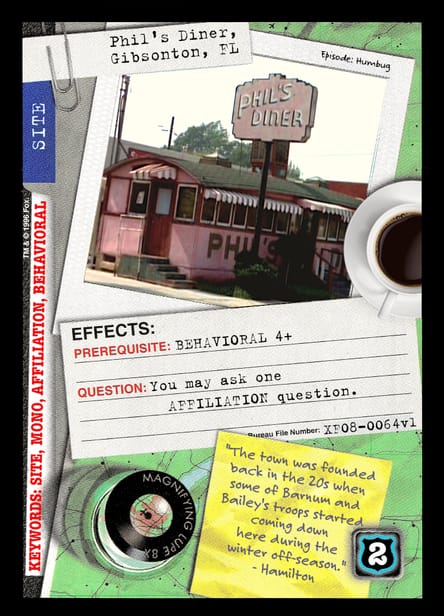 Phil's Diner,
Gibsonton, FL
Episode: Humbug
SITE
PHIL'S
DINER
PHIL'S
TM & © 1996 Fox.
KEYWORDS: SITE, MONO, AFFILIATION, BEHAVIORAL
EFFECTS:
PREREQUISITE: BEHAVIORAL 4+
QUESTION: You may ask one
AFFILIATION question.
Bureau File Number: XF08-0064v1
MAGNIFYING LUPE 8X
"The town was founded
back in the 20s when
some of Barnum and
Bailey's troops started
coming down
here during the
winter off-season."
- Hamilton
2